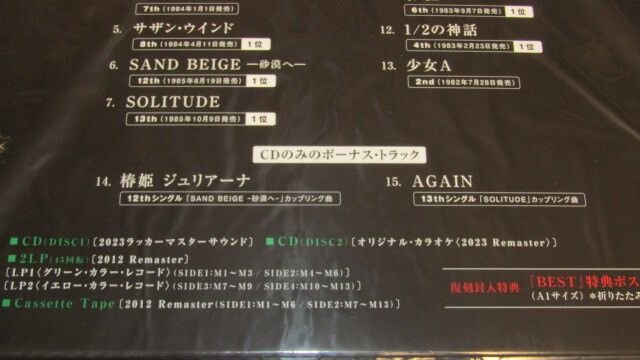 7th(1984年1月1日発売)
5. サザン・ウインド
8th(1984年4月11日発売) 1位
6. SAND BEIGE —砂漠へ—
12th(1985年6月19日発売) 1位
7. SOLITUDE
13th(1985年10月9日発売) 1位
6th(1983年9月7日発売) 1位
12. 1/2の神話
4th(1983年2月23日発売) 1位
13. 少女A
2nd(1982年7月28日発売)
CDのみのボーナス・トラック
14. 椿姫 ジュリアーナ
12thシングル「SAND BEIGE -砂漠へ-」カップリング曲
15. AGAIN
13thシングル「SOLITUDE」カップリング曲
■CD(DISC1)[2023ラッカーマスターサウンド] ■CD(DISC2)[オリジナル・カラオケ〈2023 Remaster〉]
■2LP(45回転)[2012 Remaster]
[LP1〈グリーン・カラー・レコード〉(SIDE1:M1〜M3 / SIDE2:M4〜M6)]
[LP2〈イエロー・カラー・レコード〉(SIDE3:M7〜M9 / SIDE4:M10〜M13)]
■Cassette Tape[2012 Remaster(SIDE1:M1〜M6 / SIDE2:M7〜M13)]
復刻封入特典「BEST」特典ポス
(A1サイズ)*折りたたみ